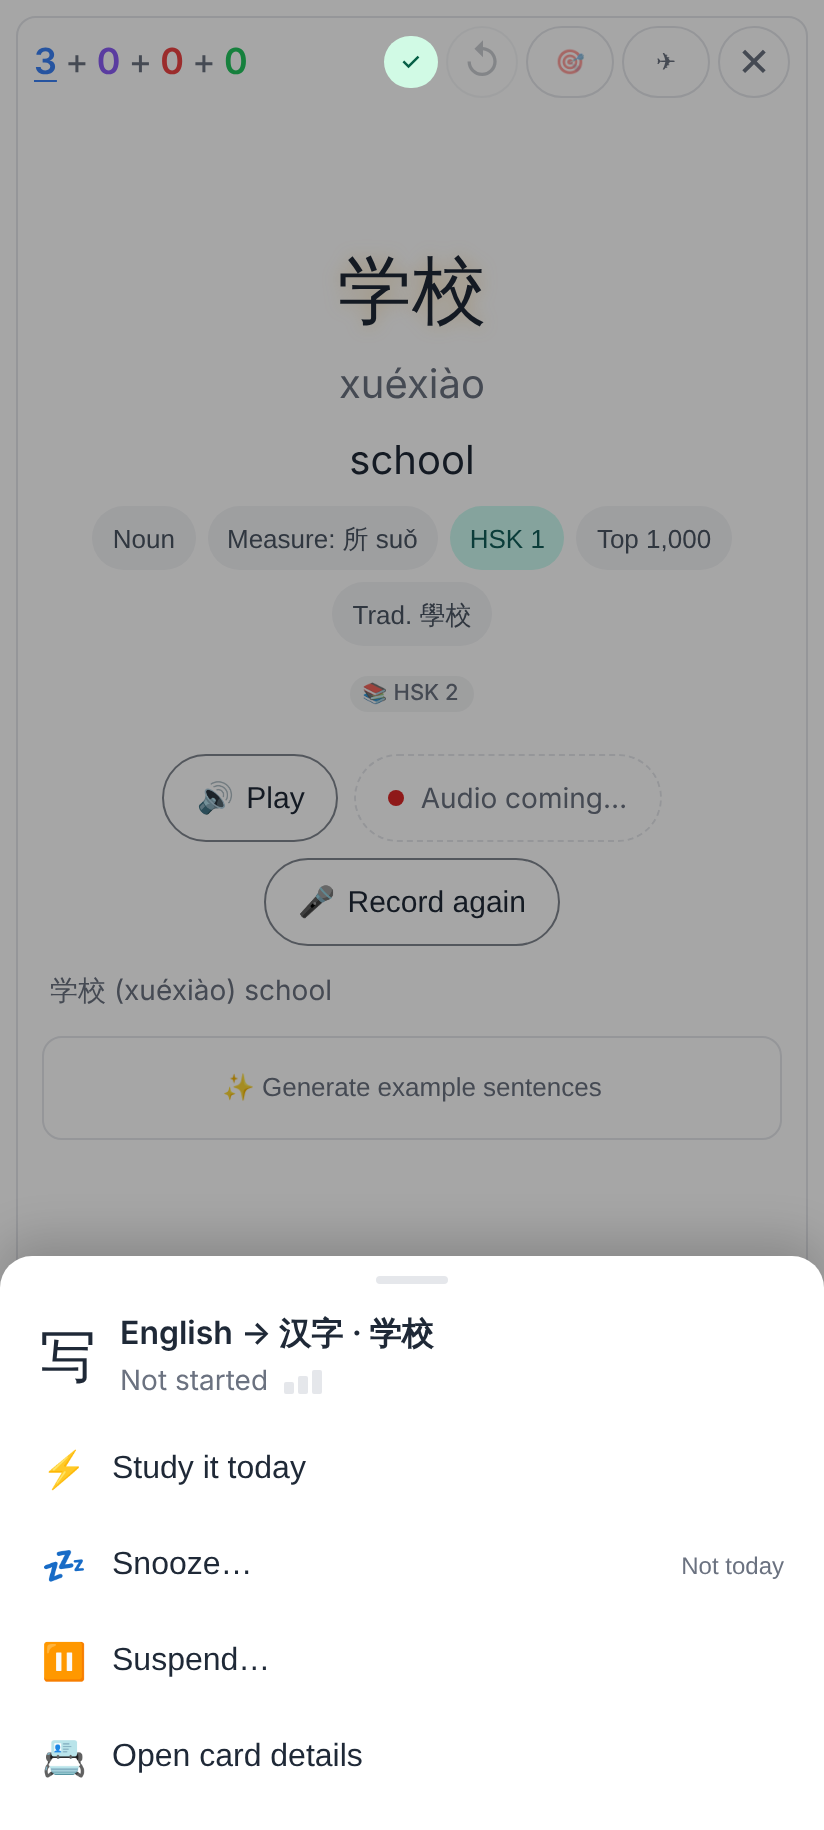 3 + 0 + 0 + 0
学校
xuéxiào
school
Noun
Measure: 所 suǒ
HSK 1
Top 1,000
Trad. 學校
HSK 2
Play
Audio coming...
Record again
学校 (xuéxiào) school
Generate example sentences
写
English → 汉字 · 学校
Not started
Study it today
Snooze…
Not today
Suspend…
Open card details